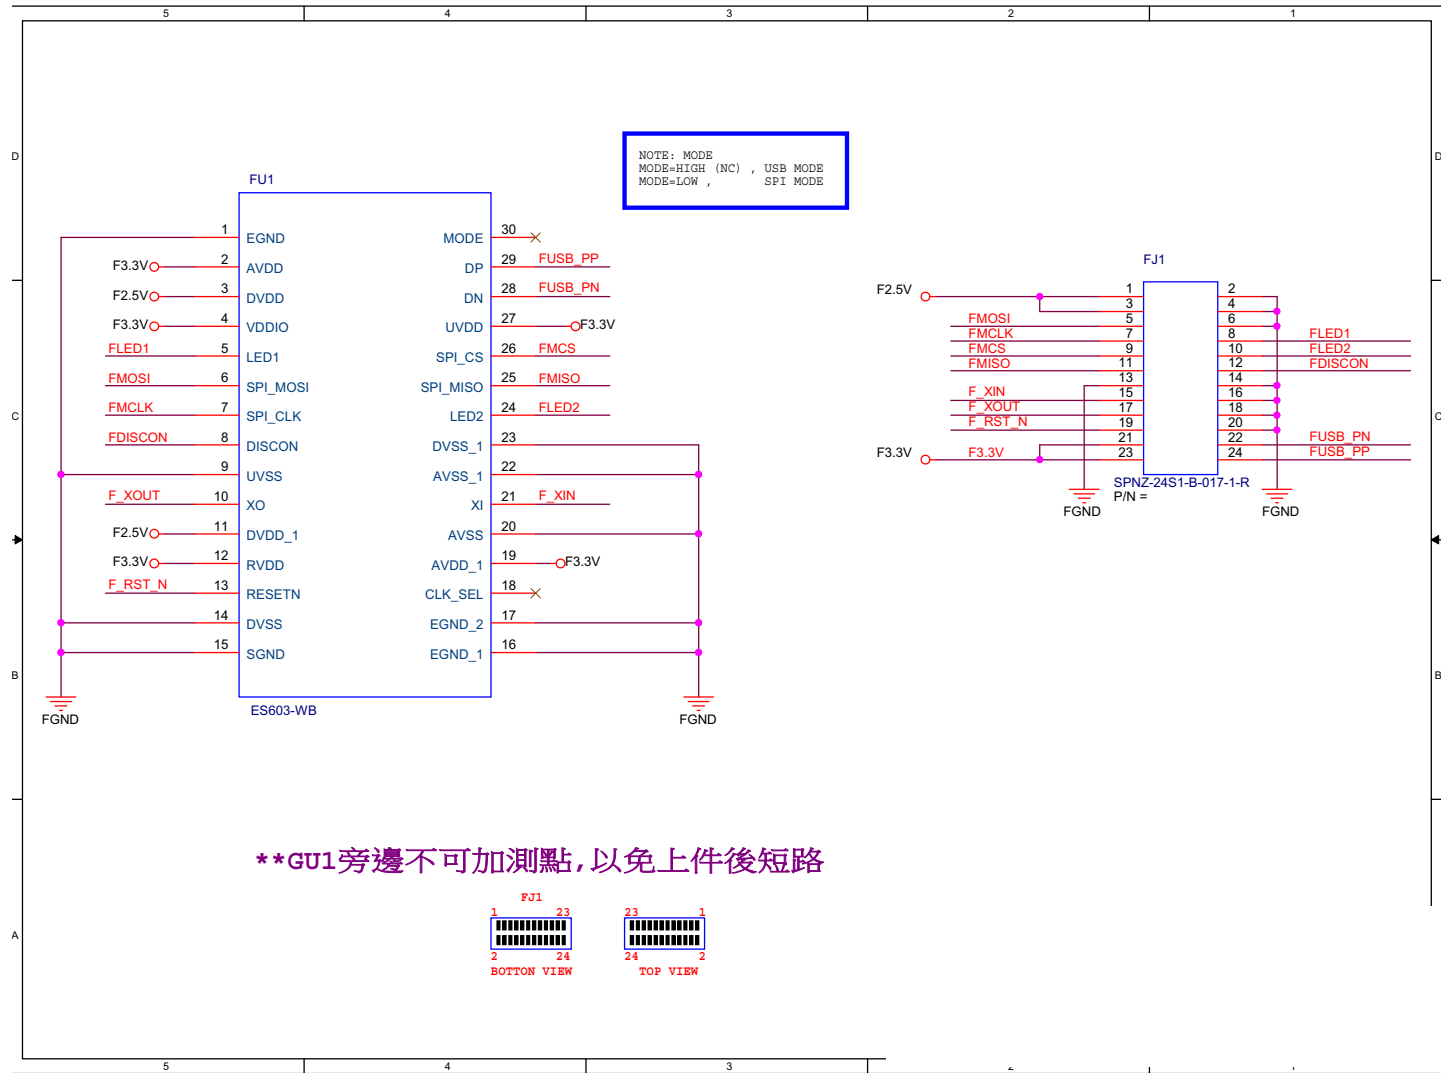 5 4 3 2 1
D D
NOTE: MODE
MODE=HIGH (NC) , USB MODE
MODE=LOW , SPI MODE
FU1
1 EGND MODE 30
F3.3V 2 AVDD DP 29 FUSB_PP
F2.5V 3 DVDD DN 28 FUSB_PN
F3.3V 4 VDDIO UVDD 27 F3.3V
FLED1 5 LED1 SPI_CS 26 FMCS
FMOSI 6 SPI_MOSI SPI_MISO 25 FMISO
FMCLK 7 SPI_CLK LED2 24 FLED2
FDISCON 8 DISCON DVSS_1 23
9 UVSS AVSS_1 22
F_XOUT 10 XO XI 21 F_XIN
F2.5V 11 DVDD_1 AVSS 20
F3.3V 12 RVDD AVDD_1 19 F3.3V
F_RST_N 13 RESETN CLK_SEL 18
14 DVSS EGND_2 17
15 SGND EGND_1 16
FGND FGND
ES603-WB
FJ1
F2.5V 1 2
3 4
FMOSI 5 6
FMCLK 7 8 FLED1
FMCS 9 10 FLED2
FMISO 11 12 FDISCON
13 14
F_XIN 15 16
F_XOUT 17 18
F_RST_N 19 20
21 22 FUSB_PN
F3.3V F3.3V 23 24 FUSB_PP
SPNZ-24S1-B-017-1-R
P/N =
FGND FGND
C C
B B
**GU1旁邊不可加測點,以免上件後短路
FJ1
1 23 23 1
2 24 24 2
BOTTON VIEW TOP VIEW
A
5 4 3